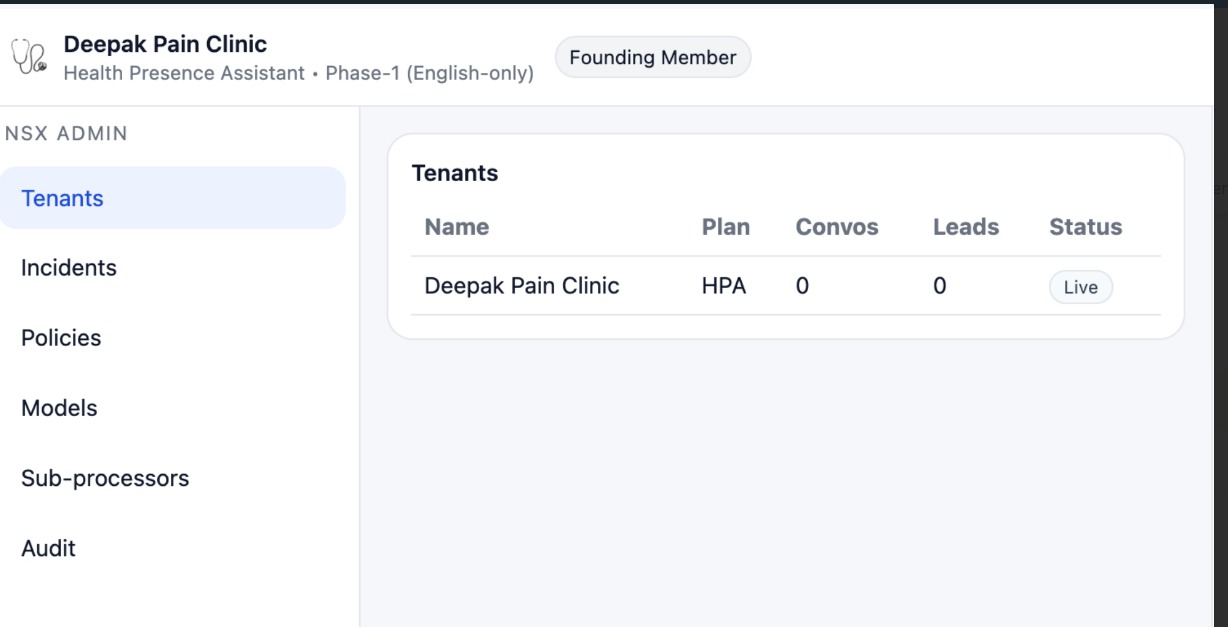 Deepak Pain Clinic
Health Presence Assistant • Phase-1 (English-only)
Founding Member
NSX ADMIN
Tenants
Incidents
Policies
Models
Sub-processors
Audit
Tenants
Name Plan Convos Leads Status
Deepak Pain Clinic HPA 0 0 Live